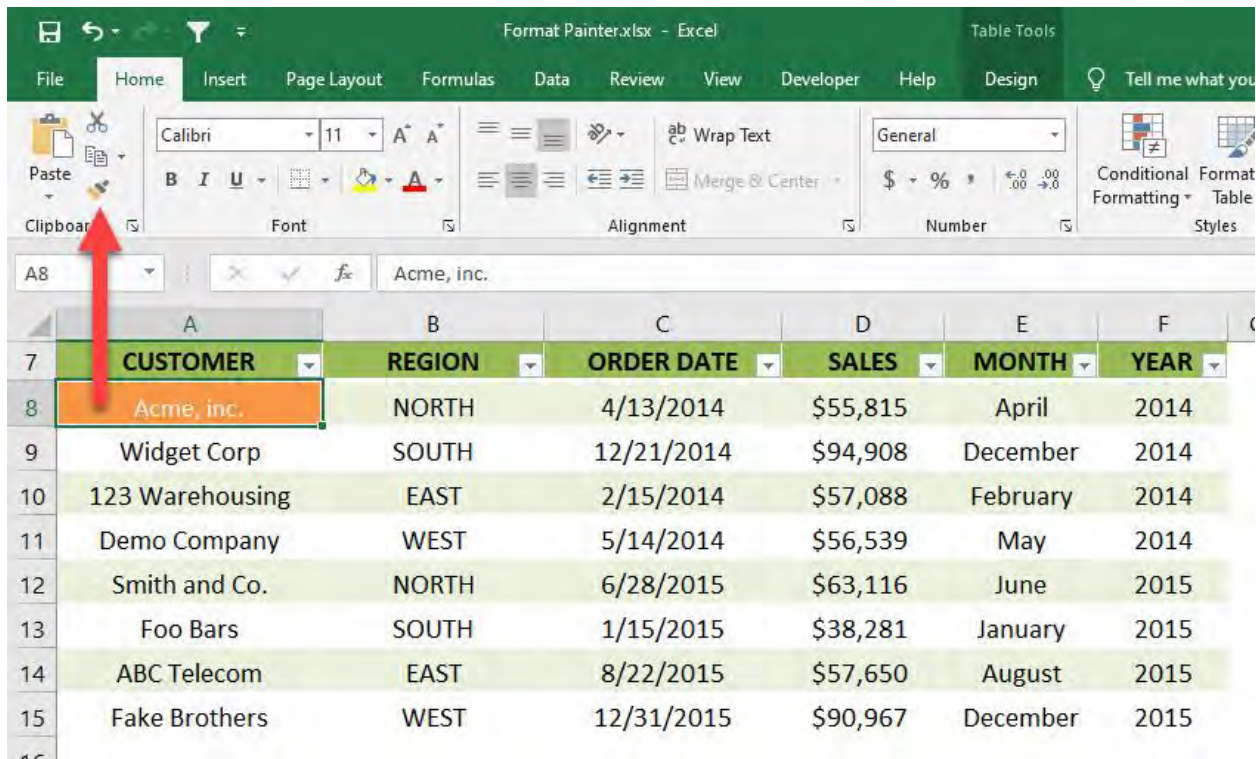 Format Painter.xlsx - Excel Table Tools
File Home Insert Page Layout Formulas Data Review View Developer Help Design Tell me what you
Calibri 11 A A ab Wrap Text General
Paste B I U A Merge & Center $ % , .00 .00 Conditional Format
Formatting Table
Clipboar Font Alignment Number Styles
A8 fx Acme, inc.
A B C D E F
7 CUSTOMER REGION ORDER DATE SALES MONTH YEAR
8 Acme, inc. NORTH 4/13/2014 $55,815 April 2014
9 Widget Corp SOUTH 12/21/2014 $94,908 December 2014
10 123 Warehousing EAST 2/15/2014 $57,088 February 2014
11 Demo Company WEST 5/14/2014 $56,539 May 2014
12 Smith and Co. NORTH 6/28/2015 $63,116 June 2015
13 Foo Bars SOUTH 1/15/2015 $38,281 January 2015
14 ABC Telecom EAST 8/22/2015 $57,650 August 2015
15 Fake Brothers WEST 12/31/2015 $90,967 December 2015